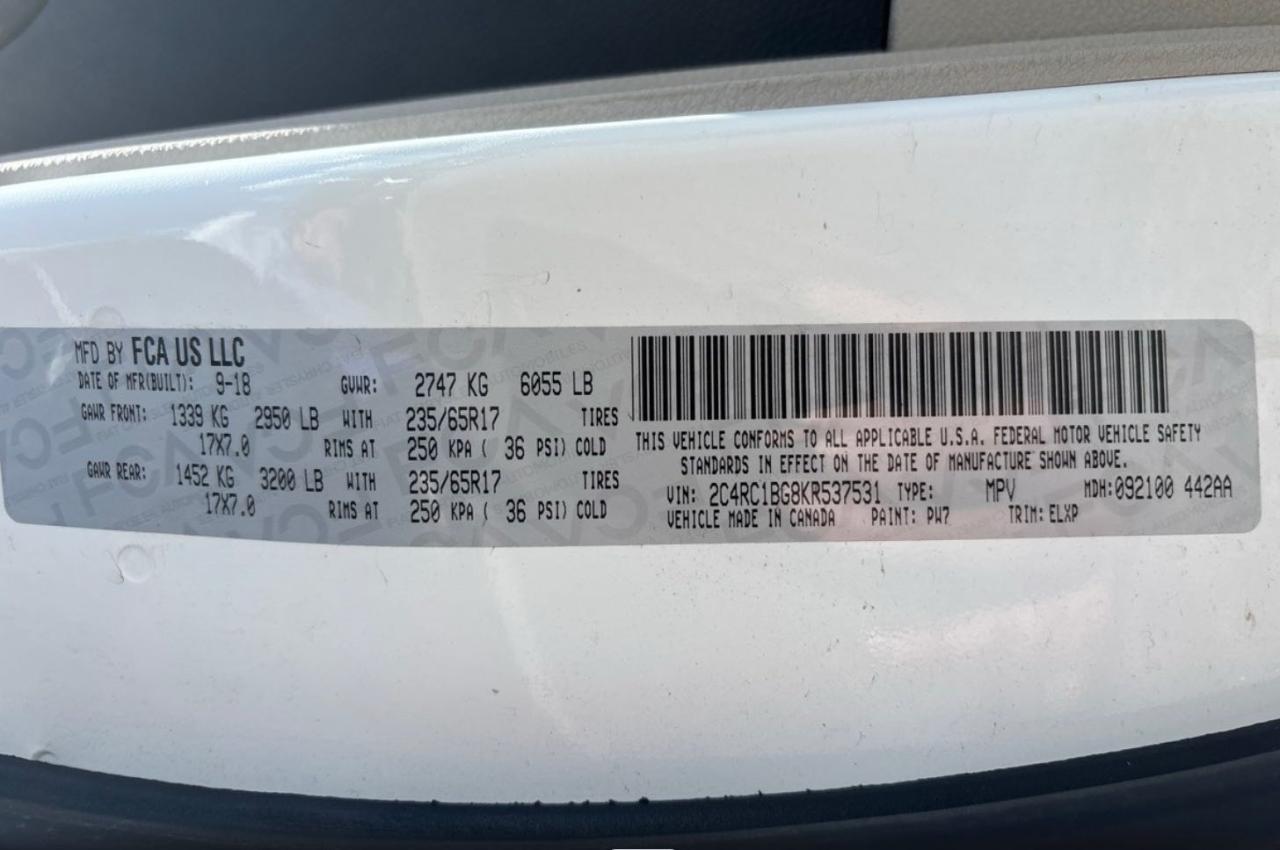 MFD BY FCA US LLC
DATE OF MFR(BUILT): 9-18 GVWR: 2747 KG 6055 LB
GAWR FRONT: 1339 KG 2950 LB WITH 235/65R17 TIRES
17X7.0 RIMS AT 250 KPA ( 36 PSI) COLD
GAWR REAR: 1452 KG 3200 LB WITH 235/65R17 TIRES
17X7.0 RIMS AT 250 KPA ( 36 PSI) COLD
THIS VEHICLE CONFORMS TO ALL APPLICABLE U.S.A. FEDERAL MOTOR VEHICLE SAFETY
STANDARDS IN EFFECT ON THE DATE OF MANUFACTURE SHOWN ABOVE.
VIN: 2C4RC1BG8KR537531 TYPE: MPV MDH:092100 442AA
VEHICLE MADE IN CANADA PAINT: PW7 TRIM: ELXP